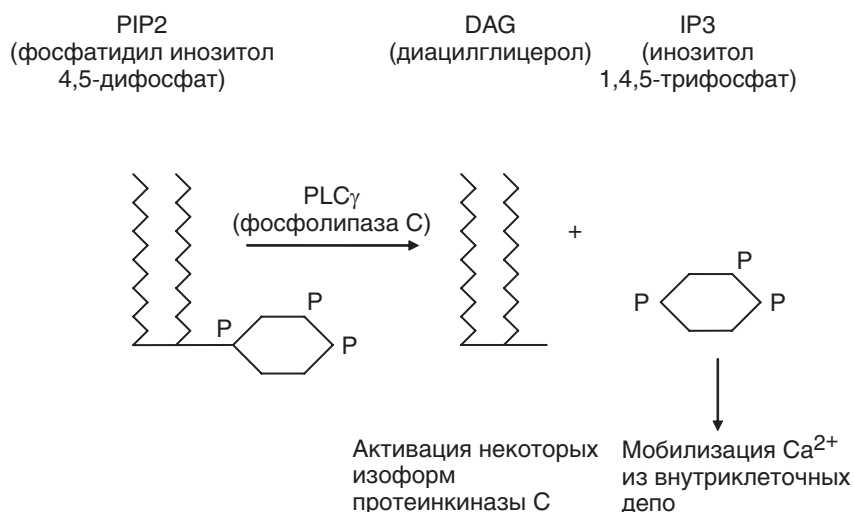 PIP2
(фосфатидил инозитол
4,5-дифосфат)
DAG
(диацилглицерол)
IP3
(инозитол
1,4,5-трифосфат)
PLCγ
(фосфолипаза С)
+
P
P
P
P
P
P
Активация некоторых
изоформ
протеинкиназы С
Мобилизация Ca²⁺
из внутриклеточных
депо